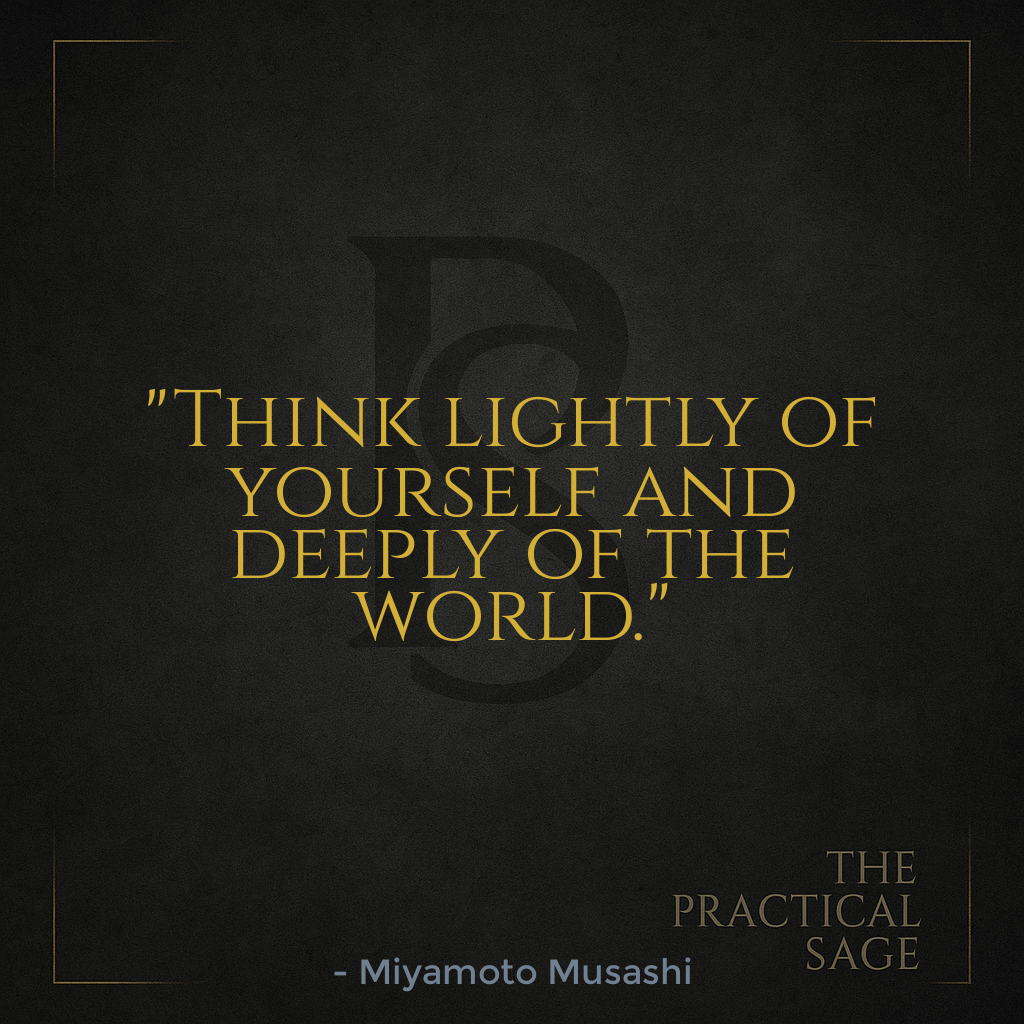 "Think lightly of
yourself and
deeply of the
world."
THE
PRACTICAL
SAGE
- Miyamoto Musashi